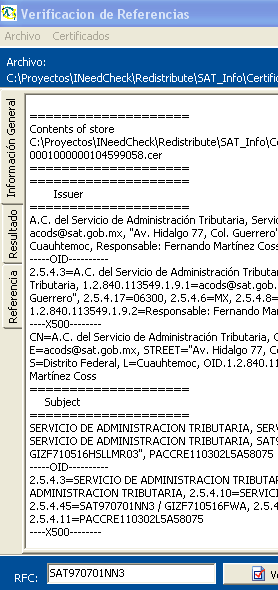 Verificacion de Referencias
Archivo Certificados
Archivo:
C:\Proyectos\INeedCheck\Redistribute\SAT_Info\Certific
Información General
Resultado
Referencia
====================
Contents of store
C:\Proyectos\INeedCheck\Redistribute\SAT_Info\Ce
0001000000104599058.cer
====================
====================
Issuer
====================
A.C. del Servicio de Administración Tributaria, Servic
acods@sat.gob.mx, "Av. Hidalgo 77, Col. Guerrero"
Cuauhtemoc, Responsable: Fernando Martínez Coss
-----OID----------
2.5.4.3=A.C. del Servicio de Administración Tributar
Tributaria, 1.2.840.113549.1.9.1=acods@sat.gob.m
Guerrero", 2.5.4.17=06300, 2.5.4.6=MX, 2.5.4.8=
1.2.840.113549.1.9.2=Responsable: Fernando Mar
----X500----------
CN=A.C. del Servicio de Administración Tributaria, O
E=acods@sat.gob.mx, STREET="Av. Hidalgo 77, Co
S=Distrito Federal, L=Cuauhtemoc, OID.1.2.840.11
Martínez Coss
====================
Subject
====================
SERVICIO DE ADMINISTRACION TRIBUTARIA, SERV
SERVICIO DE ADMINISTRACION TRIBUTARIA, SAT9
GIZF710516HSLLMR03", PACCRE110302L5A58075
-----OID----------
2.5.4.3=SERVICIO DE ADMINISTRACION TRIBUTAR
ADMINISTRACION TRIBUTARIA, 2.5.4.10=SERVICI
2.5.4.45=SAT970701NN3 / GIZF710516FWA, 2.5.4
2.5.4.11=PACCRE110302L5A58075
----X500----------
RFC: SAT970701NN3 Ve